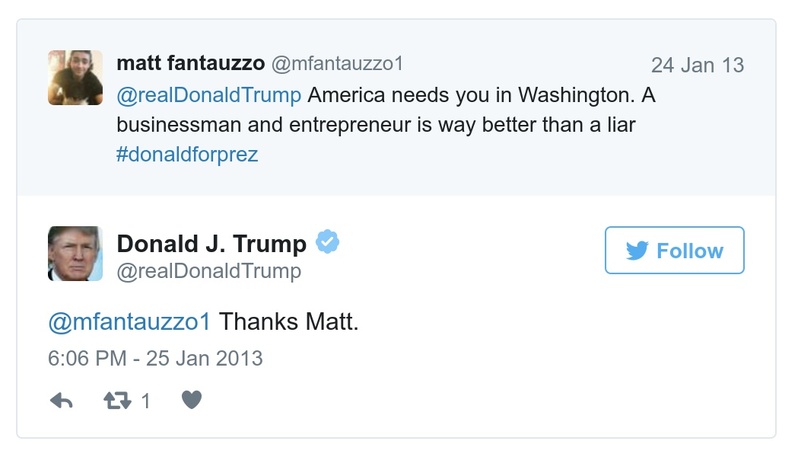 matt fantauzzo @mfantauzzo1 24 Jan 13
@realDonaldTrump America needs you in Washington. A
businessman and entrepreneur is way better than a liar
#donaldforprez
Donald J. Trump
@realDonaldTrump
Follow
@mfantauzzo1 Thanks Matt.
6:06 PM - 25 Jan 2013
1